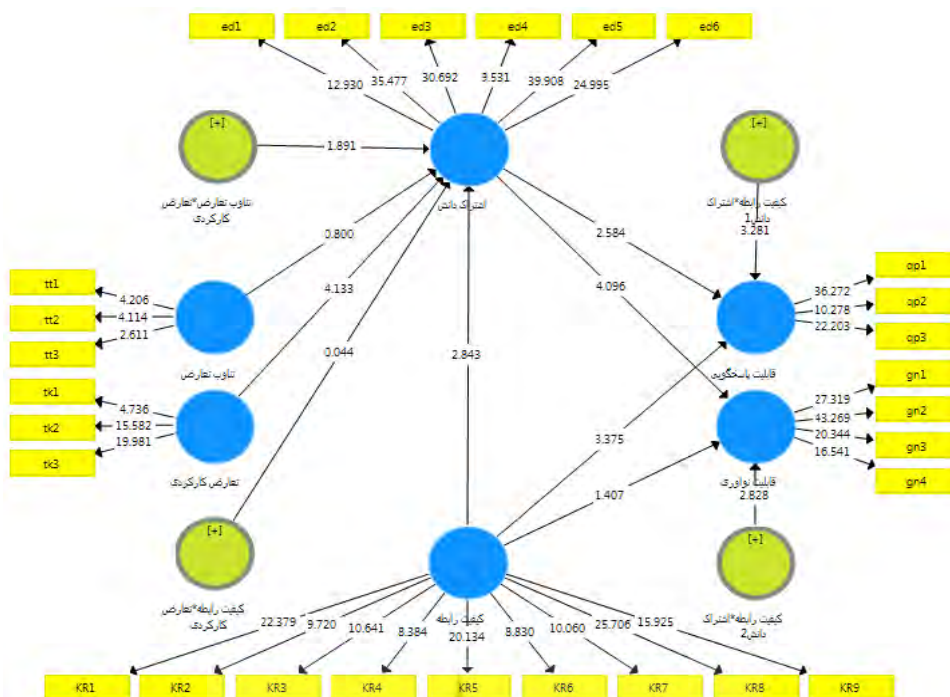 ed1 ed2 ed3 ed4 ed5 ed6
12.930 35.477 30.692 9.531 39.908 24.995
[+] [+]
1.891
تناوب تعارض*تعارض
کارکردی
اشتراک دانش
کیفیت رابطه*اشتراک
دانش1
3.281
0.800
2.584
4.133
4.096
tt1
tt2
tt3
4.206
4.114
2.611
تناوب تعارض
qp1
qp2
qp3
36.272
10.278
22.203
قابلیت پاسخگویی
0.044
2.843
tk1
tk2
tk3
4.736
15.582
19.981
تعارض کارکردی
gn1
gn2
gn3
gn4
27.319
43.269
20.344
16.541
قابلیت نوآوری
2.828
3.375
1.407
[+] [+]
کیفیت رابطه*تعارض
کارکردی
کیفیت رابطه
کیفیت رابطه*اشتراک
دانش2
22.379 9.720 10.641 8.384 20.134 8.830 10.060 25.706 15.925
KR1 KR2 KR3 KR4 KR5 KR6 KR7 KR8 KR9